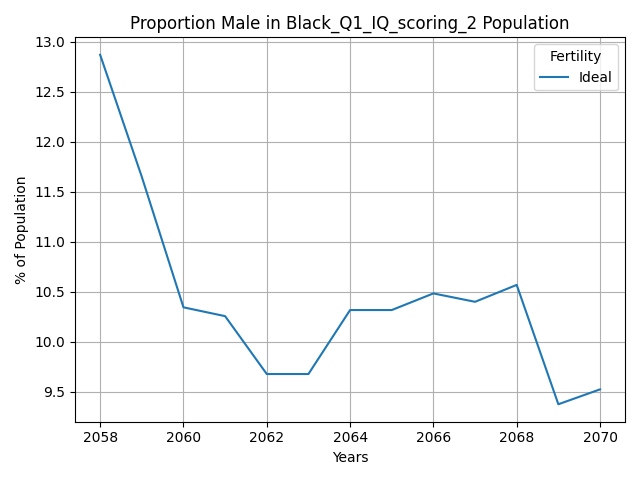 Proportion Male in Black_Q1_IQ_scoring_2 Population
% of Population
13.0
12.5
12.0
11.5
11.0
10.5
10.0
9.5
Fertility
Ideal
2058 2060 2062 2064 2066 2068 2070
Years